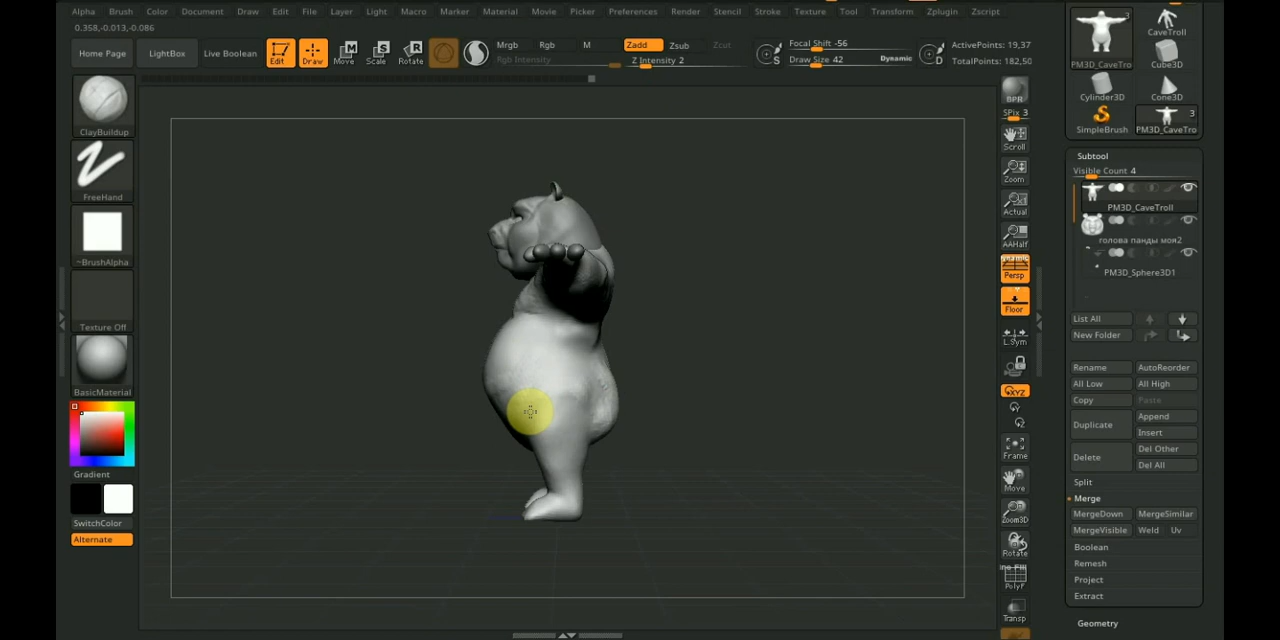 Alpha Brush Color Document Draw Edit File Layer Light Macro Marker Material Movie Picker Preferences Render Stencil Stroke Texture Tool Transform Zplugin Zscript
0.358,-0.013,-0.086
Home Page LightBox Live Boolean Edit Draw Move Scale Rotate
Mrgb Rgb M Zadd Zsub Zcut
Rgb Intensity Z Intensity 2
Focal Shift -56
Draw Size 42 Dynamic
ActivePoints: 19,37
TotalPoints: 182,50
ClayBuildup
FreeHand
~BrushAlpha
Texture Off
BasicMaterial
Gradient
SwitchColor
Alternate
BPR
SPix 3
Scroll
Zoom
Actual
AAHalf
Dynamic
Persp
Floor
L.Sym
XYZ
Y
Z
Frame
Move
Zoom3D
Rotate
PolyF
Transp
3
PM3D_CaveTro
CaveTroll
Cube3D
Cylinder3D
Cone3D
SimpleBrush
3
PM3D_CaveTro
Subtool
Visible Count 4
PM3D_CaveTroll
голова панды моя2
PM3D_Sphere3D1
List All
New Folder
Rename AutoReorder
All Low All High
Copy Paste
Duplicate Append
Insert
Delete Del Other
Del All
Split
Merge
MergeDown MergeSimilar
MergeVisible Weld Uv
Boolean
Remesh
Project
Extract
Geometry